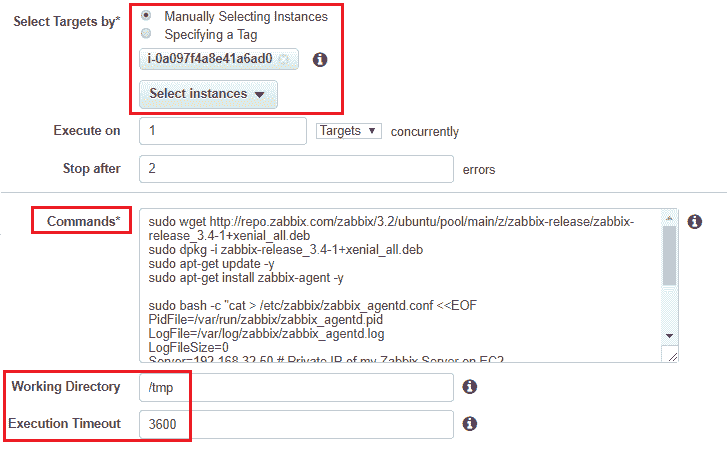 Select Targets by*
Manually Selecting Instances
Specifying a Tag
i-0a097f4a8e41a6ad0
Select instances
Execute on 1 Targets concurrently
Stop after 2 errors
Commands*
sudo wget http://repo.zabbix.com/zabbix/3.2/ubuntu/pool/main/z/zabbix-release/zabbix-
release_3.4-1+xenial_all.deb
sudo dpkg -i zabbix-release_3.4-1+xenial_all.deb
sudo apt-get update -y
sudo apt-get install zabbix-agent -y
sudo bash -c "cat > /etc/zabbix/zabbix_agentd.conf <<EOF
PidFile=/var/run/zabbix/zabbix_agentd.pid
LogFile=/var/log/zabbix/zabbix_agentd.log
LogFileSize=0
Server=192.168.32.50 # Private IP of my Zabbix Server on EC2
Working Directory /tmp
Execution Timeout 3600